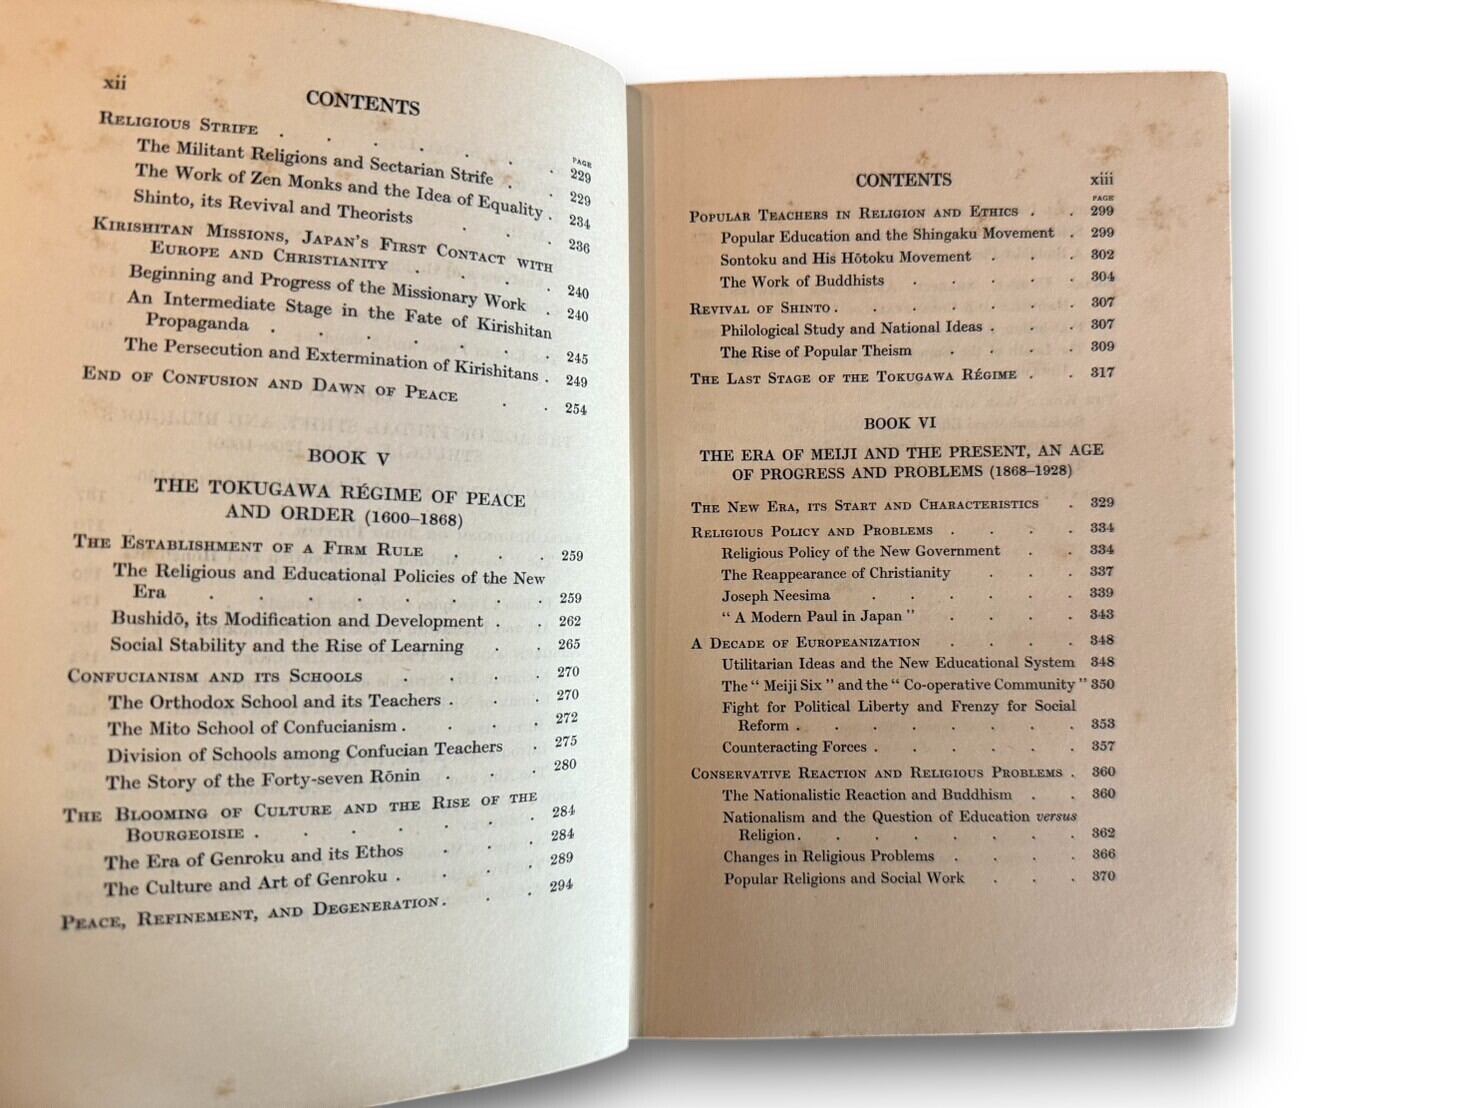 xii
CONTENTS
PAGE
RELIGIOUS STRIFE . . . . . . 229
The Militant Religions and Sectarian Strife . . 229
The Work of Zen Monks and the Idea of Equality . 234
Shinto, its Revival and Theorists . . . 236
KIRISHITAN MISSIONS, JAPAN'S FIRST CONTACT WITH
EUROPE AND CHRISTIANITY . . . . 240
Beginning and Progress of the Missionary Work . 240
An Intermediate Stage in the Fate of Kirishitan
Propaganda . . . . . . 245
The Persecution and Extermination of Kirishitans . 249
END OF CONFUSION AND DAWN OF PEACE . . 254
BOOK V
THE TOKUGAWA RÉGIME OF PEACE
AND ORDER (1600–1868)
THE ESTABLISHMENT OF A FIRM RULE . . . 259
The Religious and Educational Policies of the New
Era . . . . . . . 259
Bushidō, its Modification and Development . . 262
Social Stability and the Rise of Learning . . 265
CONFUCIANISM AND ITS SCHOOLS . . . . 270
The Orthodox School and its Teachers . . . 270
The Mito School of Confucianism . . . . 272
Division of Schools among Confucian Teachers . 275
The Story of the Forty-seven Rōnin . . . 280
THE BLOOMING OF CULTURE AND THE RISE OF THE
BOURGEOISIE . . . . . . . 284
The Era of Genroku and its Ethos . . . 284
The Culture and Art of Genroku . . . . 289
PEACE, REFINEMENT, AND DEGENERATION . . . 294
CONTENTS xiii
PAGE
POPULAR TEACHERS IN RELIGION AND ETHICS . . 299
Popular Education and the Shingaku Movement . 299
Sontoku and His Hōtoku Movement . . . 302
The Work of Buddhists . . . . . 304
REVIVAL OF SHINTO . . . . . . . 307
Philological Study and National Ideas . . . 307
The Rise of Popular Theism . . . . 309
THE LAST STAGE OF THE TOKUGAWA RÉGIME . . 317
BOOK VI
THE ERA OF MEIJI AND THE PRESENT, AN AGE
OF PROGRESS AND PROBLEMS (1868–1928)
THE NEW ERA, ITS START AND CHARACTERISTICS . 329
RELIGIOUS POLICY AND PROBLEMS . . . . 334
Religious Policy of the New Government . . 334
The Reappearance of Christianity . . . 337
Joseph Neesima . . . . . . 339
“ A Modern Paul in Japan ” . . . . 343
A DECADE OF EUROPEANIZATION . . . . 348
Utilitarian Ideas and the New Educational System 348
The “ Meiji Six ” and the “ Co-operative Community ” 350
Fight for Political Liberty and Frenzy for Social
Reform . . . . . . . . 353
Counteracting Forces . . . . . . 357
CONSERVATIVE REACTION AND RELIGIOUS PROBLEMS . 360
The Nationalistic Reaction and Buddhism . . 360
Nationalism and the Question of Education versus
Religion . . . . . . . . 362
Changes in Religious Problems . . . . 366
Popular Religions and Social Work . . . 370